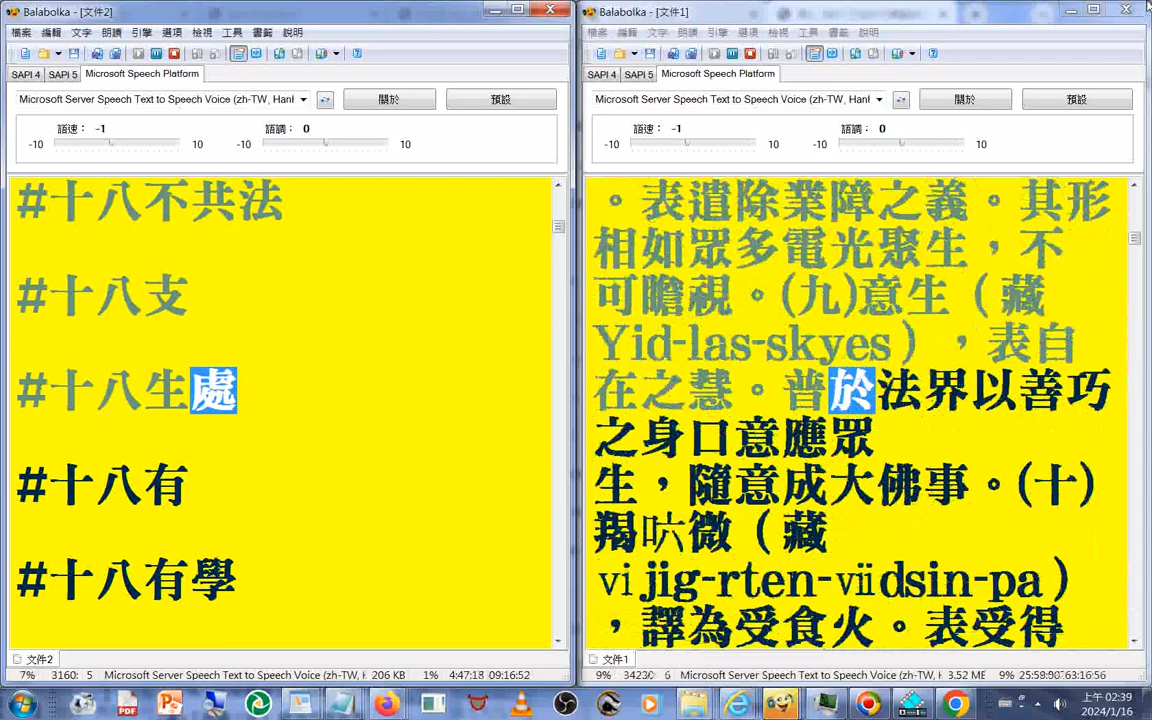 Balabolka - [文件2]
檔案 編輯 文字 朗讀 引擎 選項 檢視 工具 書籤 說明
SAPI 4 SAPI 5 Microsoft Speech Platform
Microsoft Server Speech Text to Speech Voice (zh-TW, Hanl
關於 預設
語速： -1 語調： 0
-10 10 -10 10
#十八不共法
#十八支
#十八生處
#十八有
#十八有學
文件2
7% 3160: 5 Microsoft Server Speech Text to Speech Voice (zh-TW, H 206 KB 1% 4:47:18 09:16:52
Balabolka - [文件1]
檔案 編輯 文字 朗讀 引擎 選項 檢視 工具 書籤 說明
SAPI 4 SAPI 5 Microsoft Speech Platform
Microsoft Server Speech Text to Speech Voice (zh-TW, Hanl
關於 預設
語速： -1 語調： 0
-10 10 -10 10
。表遣除業障之義。其形
相如眾多電光聚生，不
可瞻視。(九)意生（藏
Yid-las-skyes），表自
在之慧。普於法界以善巧
之身口意應眾
生，隨意成大佛事。(十)
羯㕸微（藏
ⅵjig-rten-ⅶdsin-pa）
，譯為受食火。表受得
文件1
9% 34230: 6 Microsoft Server Speech Text to Speech Voice (zh-TW, H 3.52 MB 9%
PDF
上午 02:39
2024/1/16